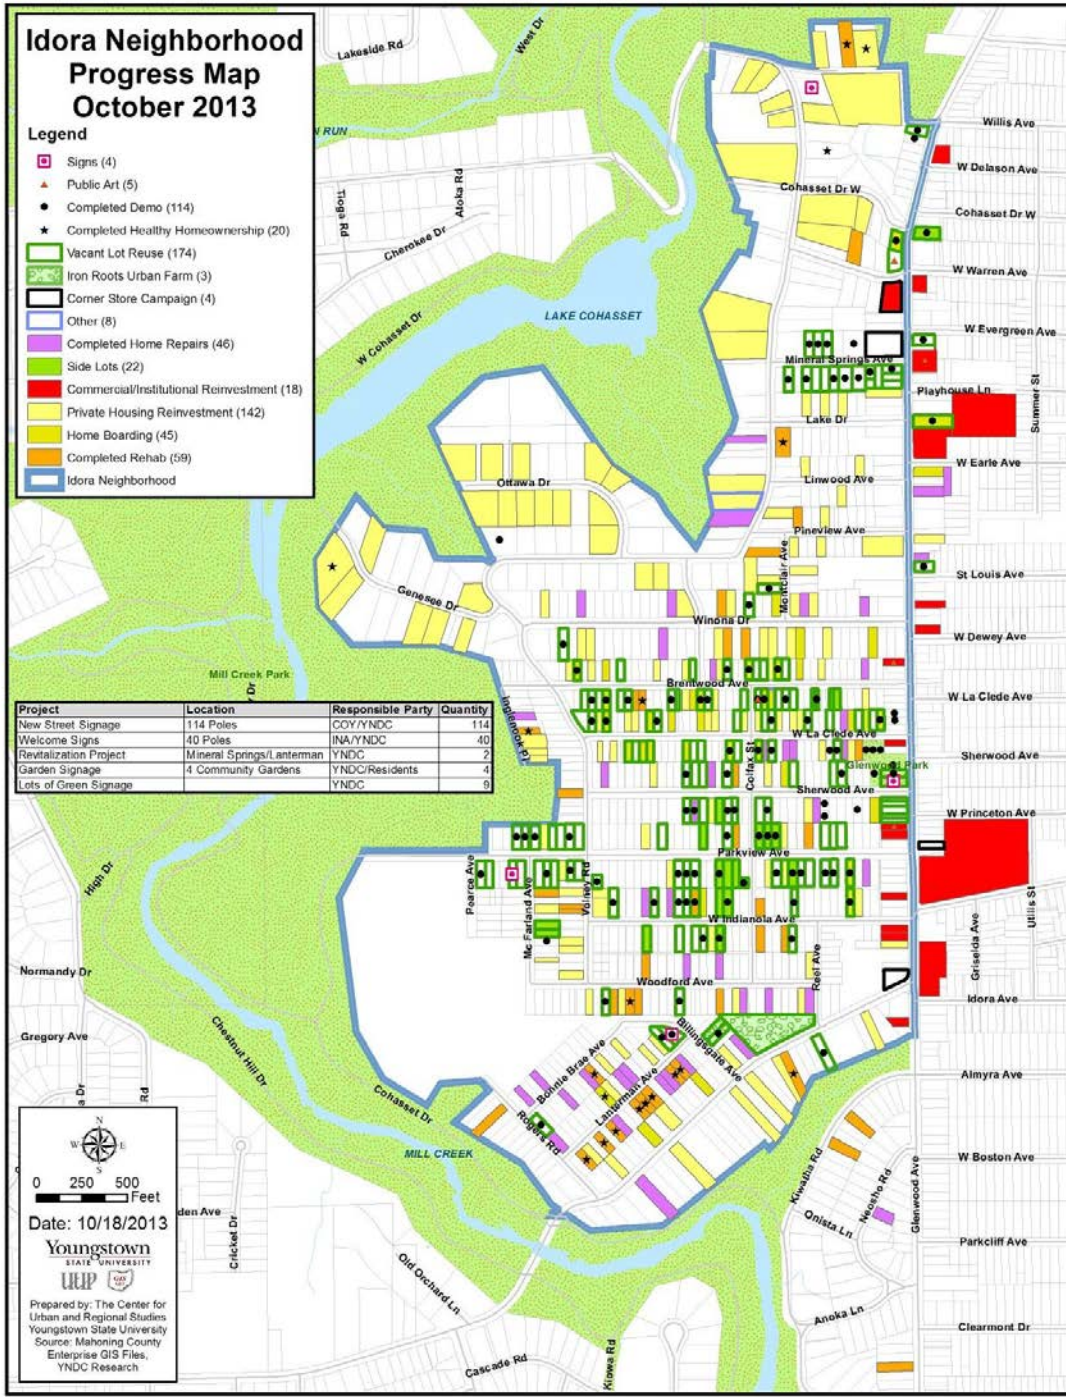 Idora Neighborhood
Progress Map
October 2013
Legend
Signs (4)
Public Art (5)
Completed Demo (114)
Completed Healthy Homeownership (20)
Vacant Lot Reuse (174)
Iron Roots Urban Farm (3)
Corner Store Campaign (4)
Other (8)
Completed Home Repairs (46)
Side Lots (22)
Commercial/Institutional Reinvestment (18)
Private Housing Reinvestment (142)
Home Boarding (45)
Completed Rehab (59)
Idora Neighborhood
Lakeside Rd
West Dr
N RUN
Tioga Rd
Atoka Rd
Cherokee Dr
W Cohasset Dr
LAKE COHASSET
Willis Ave
W Delason Ave
Cohasset Dr W
Cohasset Dr W
W Warren Ave
W Evergreen Ave
Mineral Springs Ave
Playhouse Ln
Summer St
Lake Dr
W Earle Ave
Linwood Ave
Ottawa Dr
Pineview Ave
Montclair Ave
St Louis Ave
Genesee Dr
Winona Dr
W Dewey Ave
Mill Creek Park
Dr
Brentwood Ave
W La Clede Ave
W La Clede Ave
Colfax St
Sherwood Ave
Glenwood Park
Sherwood Ave
W Princeton Ave
Project Location Responsible Party Quantity
New Street Signage 114 Poles COY/YNDC 114
Welcome Signs 40 Poles INA/YNDC 40
Revitalization Project Mineral Springs/Lanterman YNDC 2
Garden Signage 4 Community Gardens YNDC/Residents 4
Lots of Green Signage YNDC 9
Parkview Ave
High Dr
Pearce Ave
Mc Farland Ave
Volney Rd
W Indianola Ave
Utilis St
Griselda Ave
Reel Ave
Normandy Dr
Woodford Ave
Idora Ave
Gregory Ave
Chestnut Hill Dr
Billingsgate Ave
Bonnie Brae Ave
Lanterman Ave
Rogers Rd
Almyra Ave
a Dr
Rd
Cohasset Dr
MILL CREEK
Kiwatha Rd
Neosho Rd
Glenwood Ave
W Boston Ave
Onista Ln
Parkcliff Ave
den Ave
Cricket Dr
Old Orchard Ln
Anoka Ln
Clearmont Dr
Cascade Rd
Kiowa Rd
N
W E
S
0 250 500
Feet
Date: 10/18/2013
Youngstown
STATE UNIVERSITY
UUP
Prepared by: The Center for
Urban and Regional Studies
Youngstown State University
Source: Mahoning County
Enterprise GIS Files,
YNDC Research